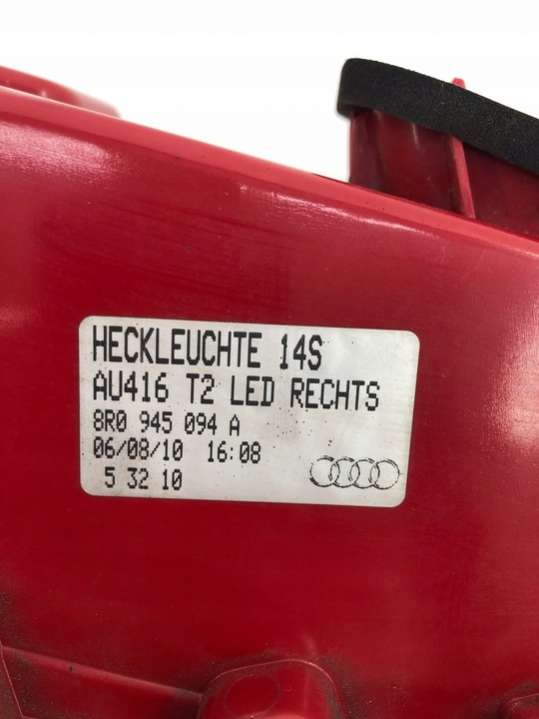 HECKLEUCHTE 14S
AU416 T2 LED RECHTS
8R0 945 094 A
06/08/10 16:08
5 32 10